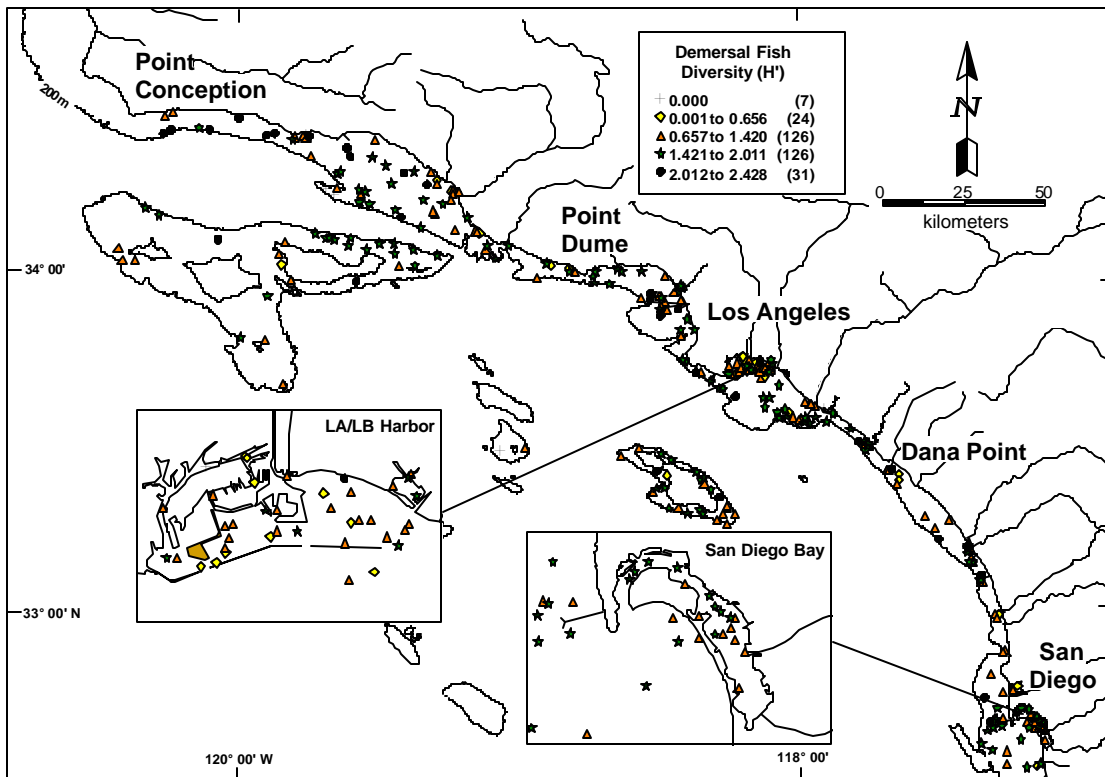 Point
Conception
200m
Demersal Fish
Diversity (H')
0.000 (7)
0.001 to 0.656 (24)
0.657 to 1.420 (126)
1.421 to 2.011 (126)
2.012 to 2.428 (31)
N
0 25 50
kilometers
Point
Dume
34° 00'
Los Angeles
LA/LB Harbor
Dana Point
San Diego Bay
33° 00' N
San
Diego
120° 00' W
118° 00'